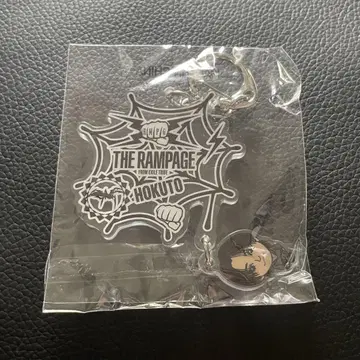 THE RAMPAGE
FROM EXILE TRIBE
HOKUTO